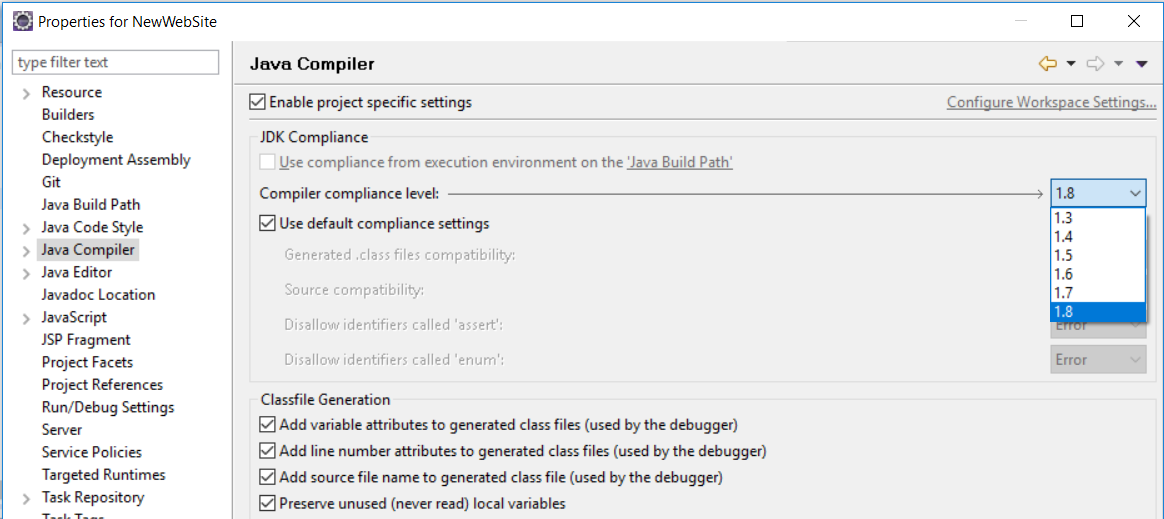 Properties for NewWebSite
type filter text
Resource
Builders
Checkstyle
Deployment Assembly
Git
Java Build Path
Java Code Style
Java Compiler
Java Editor
Javadoc Location
JavaScript
JSP Fragment
Project Facets
Project References
Run/Debug Settings
Server
Service Policies
Targeted Runtimes
Task Repository
Task Tags
Java Compiler
Enable project specific settings
Configure Workspace Settings...
JDK Compliance
Use compliance from execution environment on the 'Java Build Path'
Compiler compliance level:
1.8
1.3
1.4
1.5
1.6
1.7
1.8
Use default compliance settings
Generated .class files compatibility:
Source compatibility:
Disallow identifiers called 'assert':
Error
Disallow identifiers called 'enum':
Error
Classfile Generation
Add variable attributes to generated class files (used by the debugger)
Add line number attributes to generated class files (used by the debugger)
Add source file name to generated class file (used by the debugger)
Preserve unused (never read) local variables